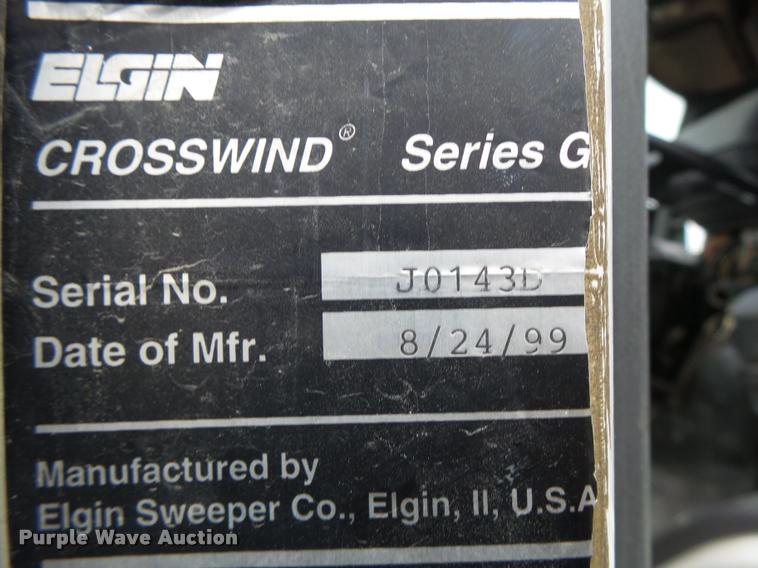 ELGIN
CROSSWIND® Series G
Serial No. J0143D
Date of Mfr. 8/24/99
Manufactured by
Elgin Sweeper Co., Elgin, Il, U.S.A
Purple Wave Auction